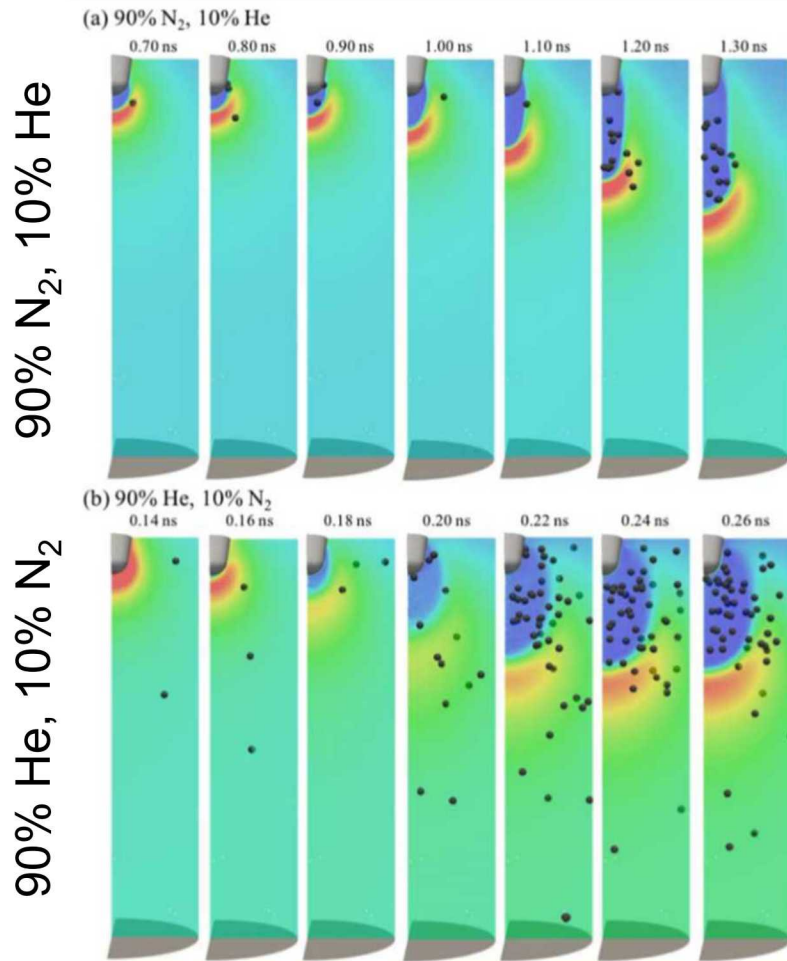 (a) 90% N₂, 10% He
0.70 ns 0.80 ns 0.90 ns 1.00 ns 1.10 ns 1.20 ns 1.30 ns
90% N₂, 10% He
(b) 90% He, 10% N₂
0.14 ns 0.16 ns 0.18 ns 0.20 ns 0.22 ns 0.24 ns 0.26 ns
90% He, 10% N₂